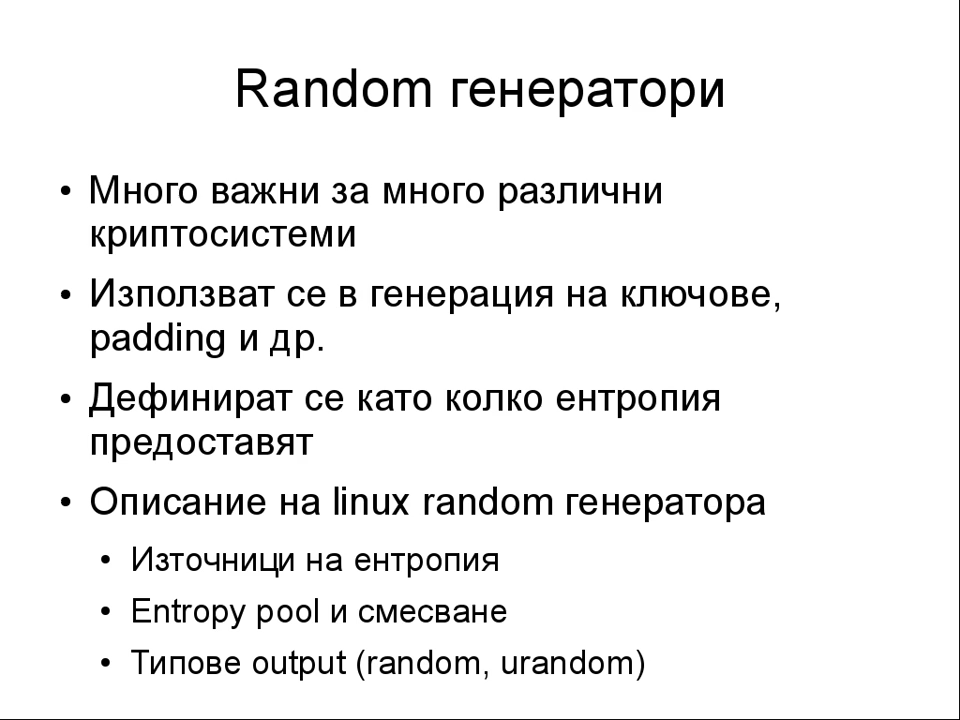 Random генератори
• Много важни за много различни
криптосистеми
• Използват се в генерация на ключове,
padding и др.
• Дефинират се като колко ентропия
предоставят
• Описание на linux random генератора
• Източници на ентропия
• Entropy pool и смесване
• Типове output (random, urandom)